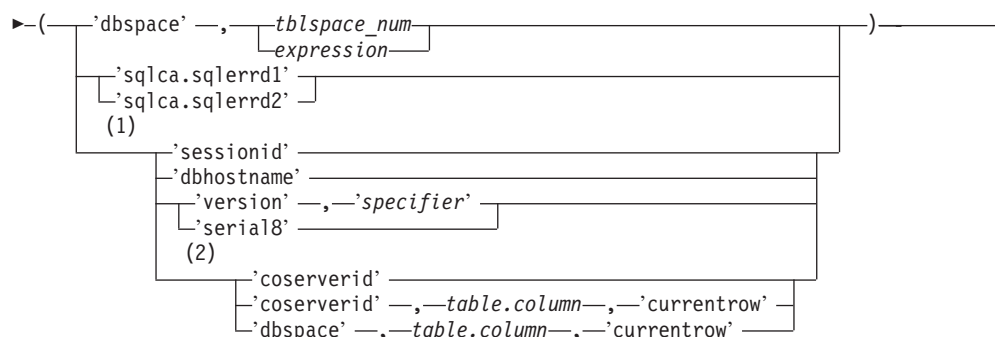 ( 'dbspace' , tblspace_num )
expression
'sqlca.sqlerrd1'
'sqlca.sqlerrd2'
(1)
'sessionid'
'dbhostname'
'version' , 'specifier'
'serial8'
(2)
'coserverid'
'coserverid' , table.column , 'currentrow'
'dbspace' , table.column , 'currentrow'